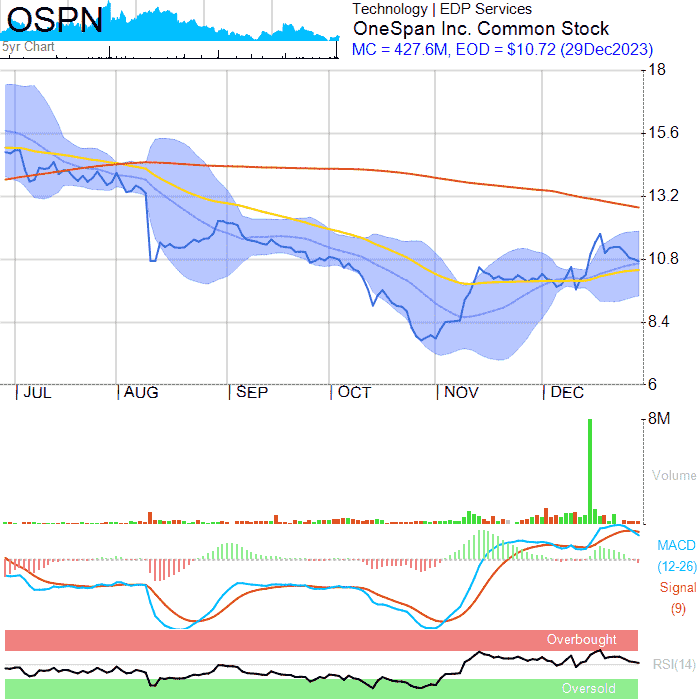 OSPN
5yr Chart
Technology | EDP Services
OneSpan Inc. Common Stock
MC = 427.6M, EOD = $10.72 (29Dec2023)
18
15.6
13.2
10.8
8.4
6
JUL AUG SEP OCT NOV DEC
8M
Volume
MACD
(12-26)
Signal
(9)
Overbought
RSI(14)
Oversold